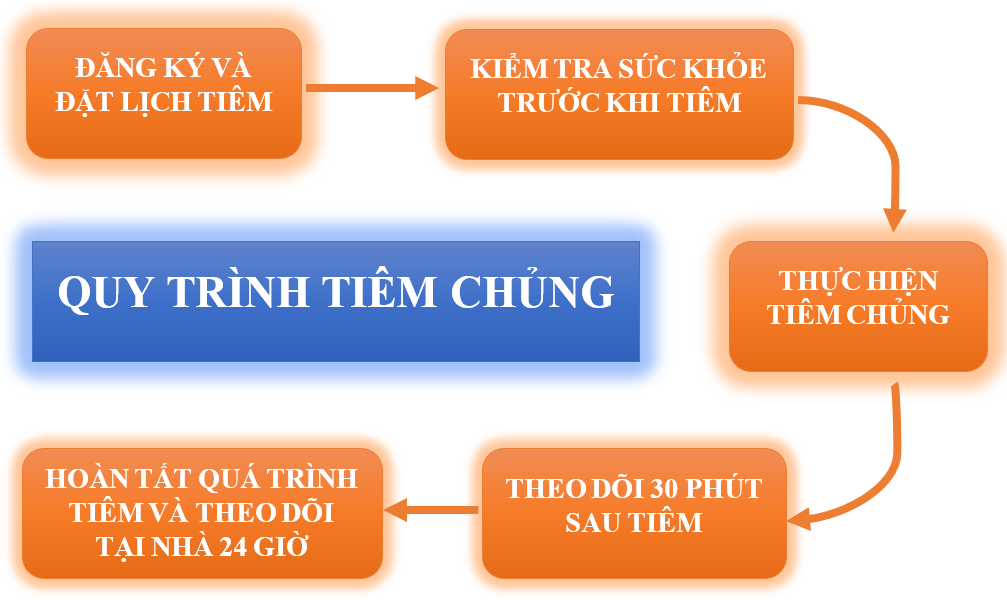 ĐĂNG KÝ VÀ
ĐẶT LỊCH TIÊM
KIỂM TRA SỨC KHỎE
TRƯỚC KHI TIÊM
THỰC HIỆN
TIÊM CHỦNG
QUY TRÌNH TIÊM CHỦNG
THEO DÕI 30 PHÚT
SAU TIÊM
HOÀN TẤT QUÁ TRÌNH
TIÊM VÀ THEO DÕI
TẠI NHÀ 24 GIỜ